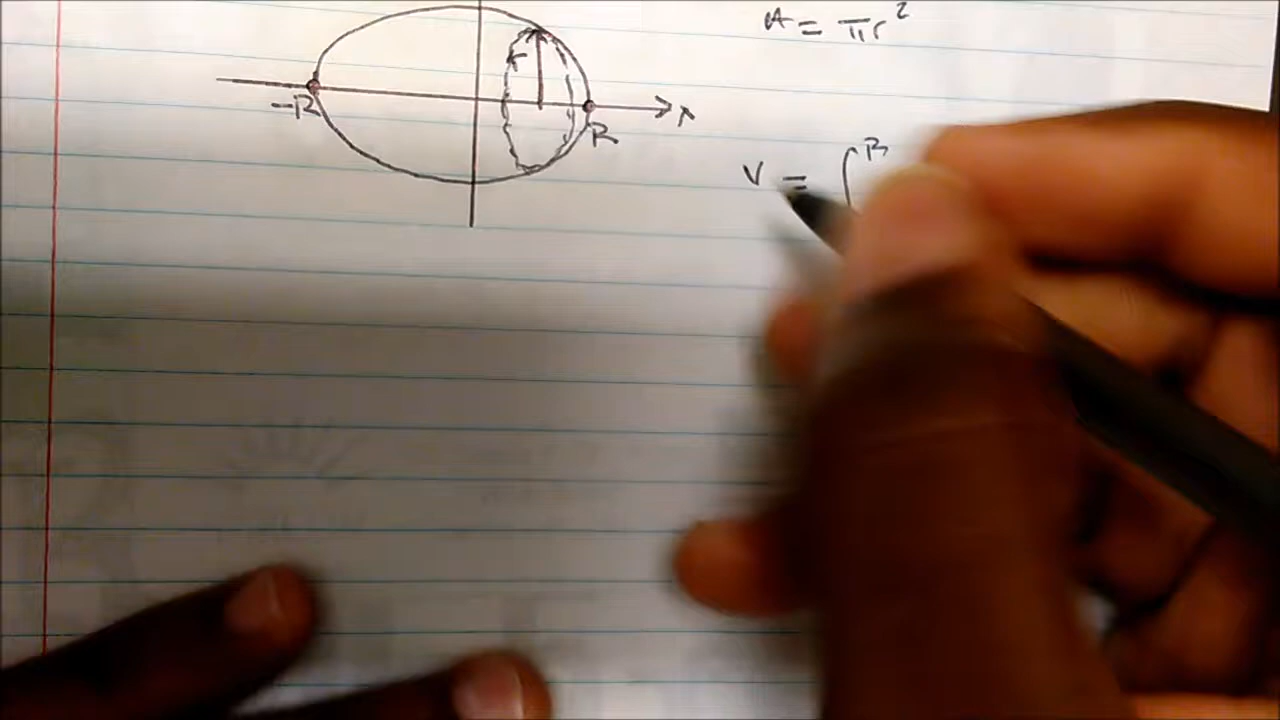 A = πr²
r
-R
R
x
V = ∫ R